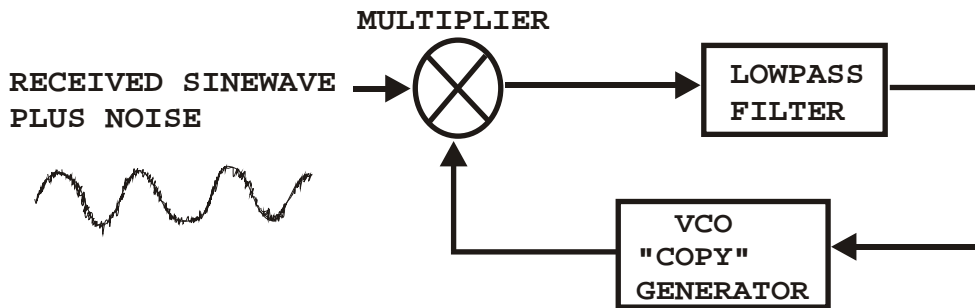 MULTIPLIER
RECEIVED SINEWAVE
PLUS NOISE
LOWPASS
FILTER
VCO
"COPY"
GENERATOR